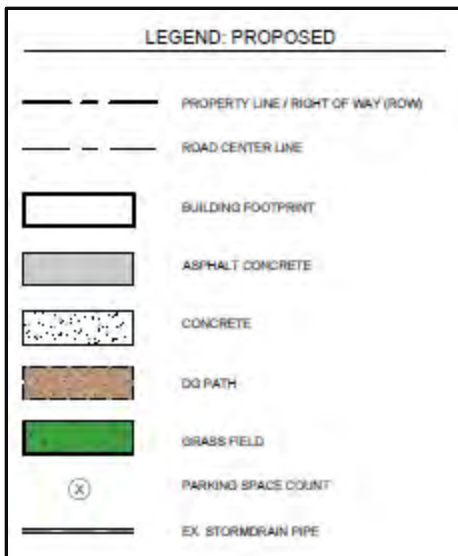 LEGEND: PROPOSED
PROPERTY LINE / RIGHT OF WAY (ROW)
ROAD CENTER LINE
BUILDING FOOTPRINT
ASPHALT CONCRETE
CONCRETE
DG PATH
GRASS FIELD
X PARKING SPACE COUNT
EX. STORMDRAIN PIPE